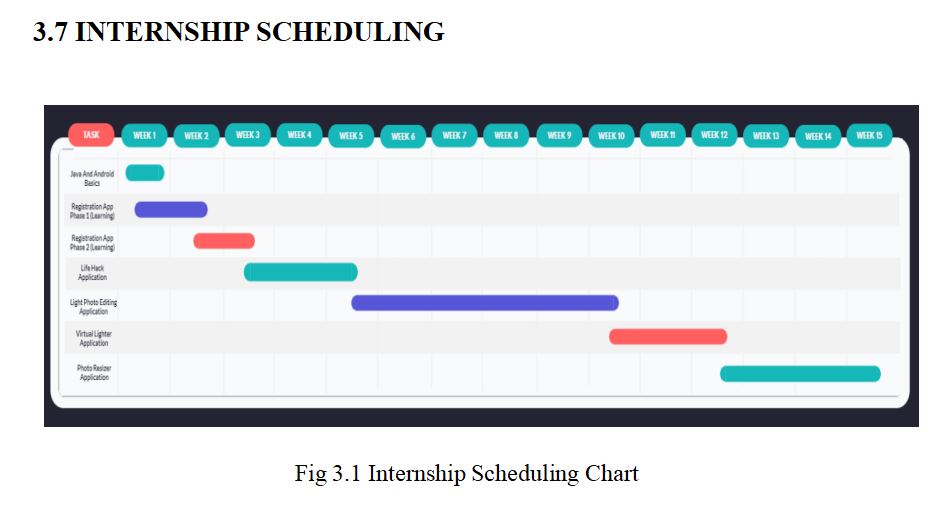 3.7 INTERNSHIP SCHEDULING
TASK WEEK 1 WEEK 2 WEEK 3 WEEK 4 WEEK 5 WEEK 6 WEEK 7 WEEK 8 WEEK 9 WEEK 10 WEEK 11 WEEK 12 WEEK 13 WEEK 14 WEEK 15
Java And Android
Basics
Registration App
Phase 1 (Learning)
Registration App
Phase 2 (Learning)
Life Hack
Application
Light Photo Editing
Application
Virtual Lighter
Application
Photo Resizer
Application
Fig 3.1 Internship Scheduling Chart